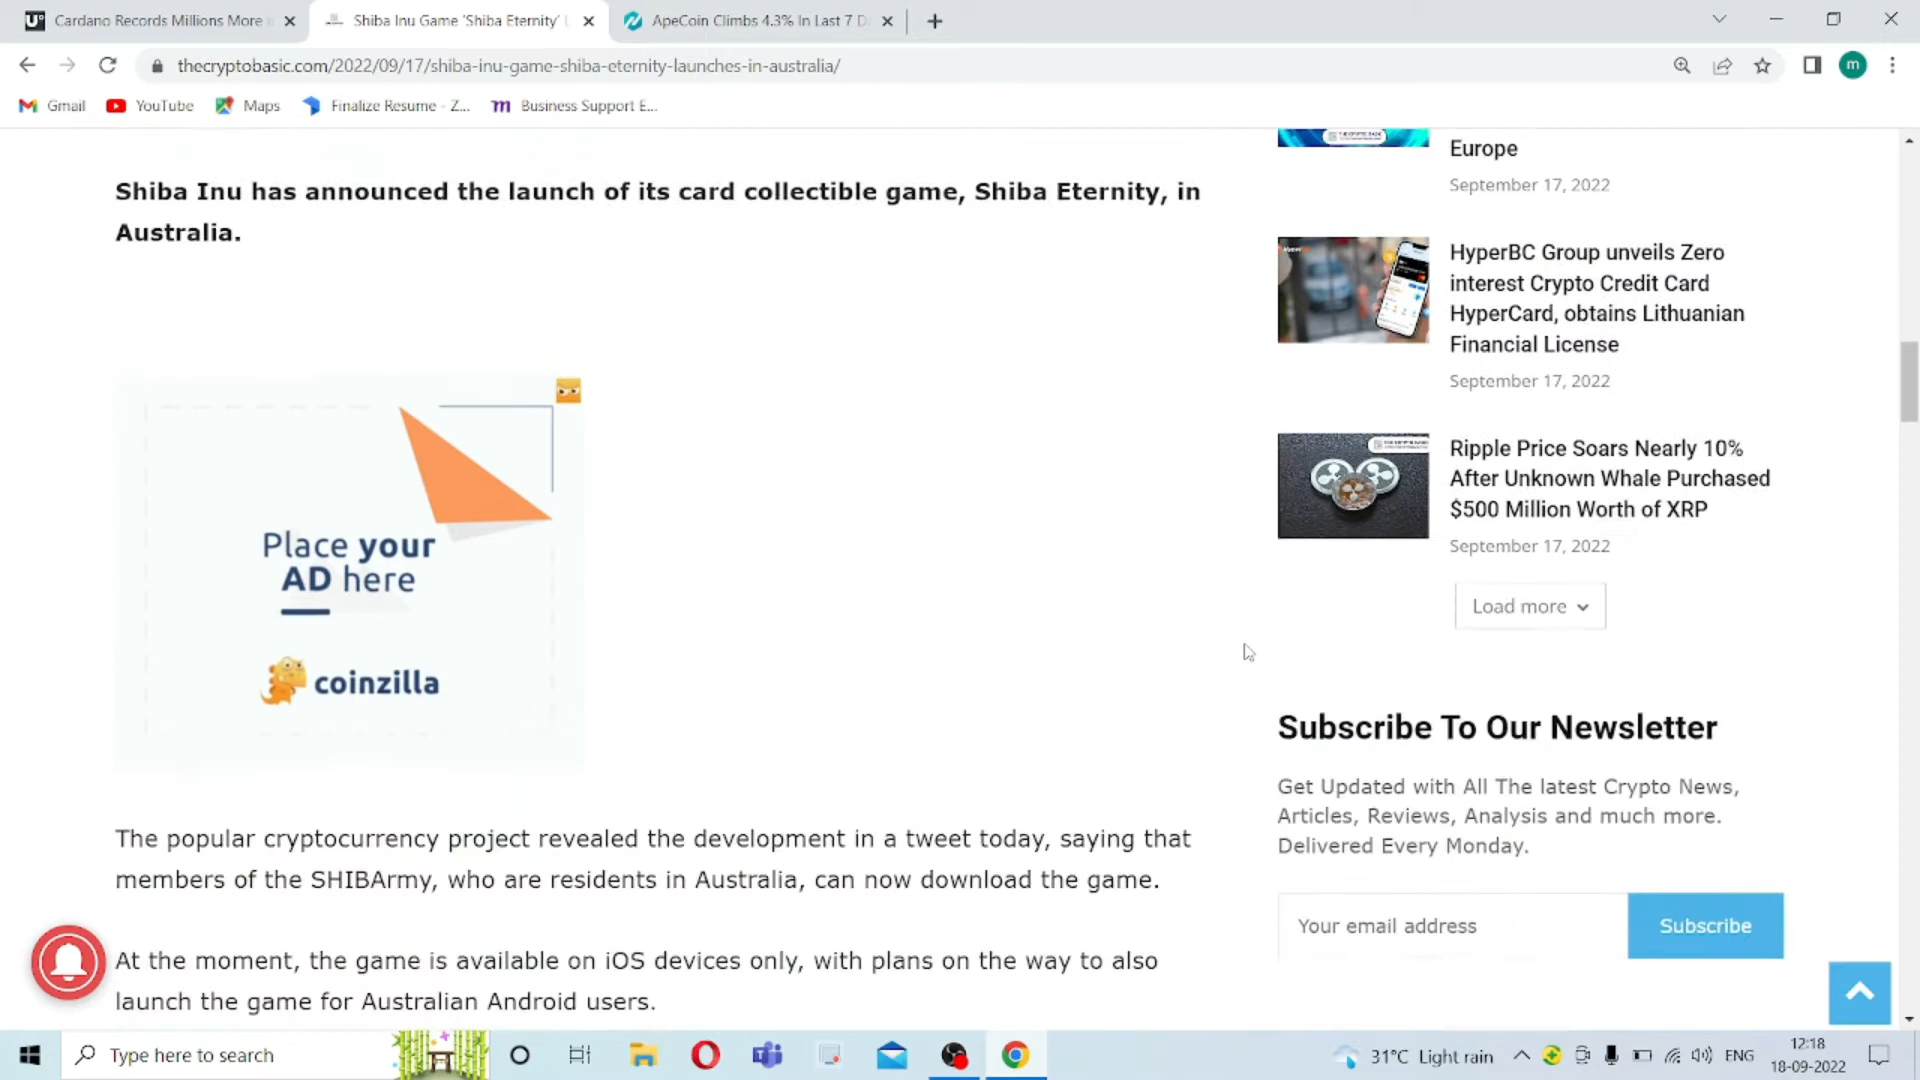 Cardano Records Millions More
Shiba Inu Game 'Shiba Eternity'
ApeCoin Climbs 4.3% In Last 7 D
thecryptobasic.com/2022/09/17/shiba-inu-game-shiba-eternity-launches-in-australia/
m
Gmail
YouTube
Maps
Finalize Resume - Z...
Business Support E...
Shiba Inu has announced the launch of its card collectible game, Shiba Eternity, in
Australia.
Place your
AD here
coinzilla
The popular cryptocurrency project revealed the development in a tweet today, saying that
members of the SHIBArmy, who are residents in Australia, can now download the game.
At the moment, the game is available on iOS devices only, with plans on the way to also
launch the game for Australian Android users.
Europe
September 17, 2022
HyperBC Group unveils Zero
interest Crypto Credit Card
HyperCard, obtains Lithuanian
Financial License
September 17, 2022
Ripple Price Soars Nearly 10%
After Unknown Whale Purchased
$500 Million Worth of XRP
September 17, 2022
Load more
Subscribe To Our Newsletter
Get Updated with All The latest Crypto News,
Articles, Reviews, Analysis and much more.
Delivered Every Monday.
Your email address
Subscribe
Type here to search
31°C Light rain
ENG
12:18
18-09-2022